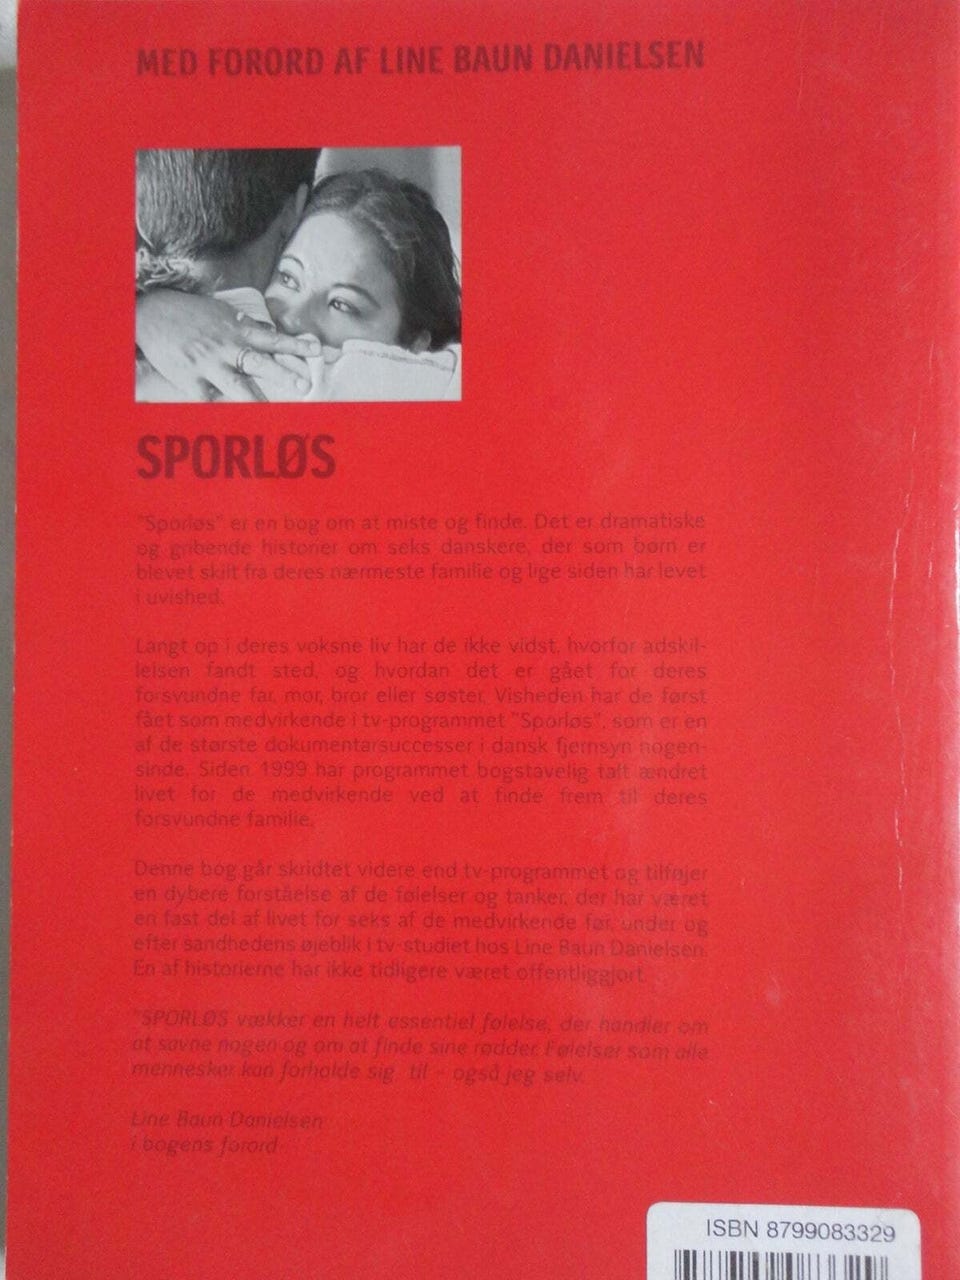 MED FORORD AF LINE BAUN DANIELSEN
SPORLØS
"Sporløs" er en bog om at miste og finde. Det er dramatiske
og gribende historier om seks danskere, der som børn er
blevet skilt fra deres nærmeste familie og lige siden har levet
i uvished.
Langt op i deres voksne liv har de ikke vidst, hvorfor adskil-
lelsen fandt sted, og hvordan det er gået for deres
forsvundne far, mor, bror eller søster. Visheden har de først
fået som medvirkende i tv-programmet "Sporløs", som er en
af de største dokumentarsuccesser i dansk fjernsyn nogen-
sinde. Siden 1999 har programmet bogstavelig talt ændret
livet for de medvirkende ved at finde frem til deres
forsvundne familie.
Denne bog går skridtet videre end tv-programmet og tilføjer
en dybere forståelse af de følelser og tanker, der har været
en fast del af livet for seks af de medvirkende før, under og
efter sandhedens øjeblik i tv-studiet hos Line Baun Danielsen.
En af historierne har ikke tidligere været offentliggjort.
"SPORLØS vækker en helt essentiel følelse, der handler om
at savne nogen og om at finde sine rødder. Følelser som alle
mennesker kan forholde sig til – også jeg selv.
Line Baun Danielsen
i bogens forord
ISBN 8799083329